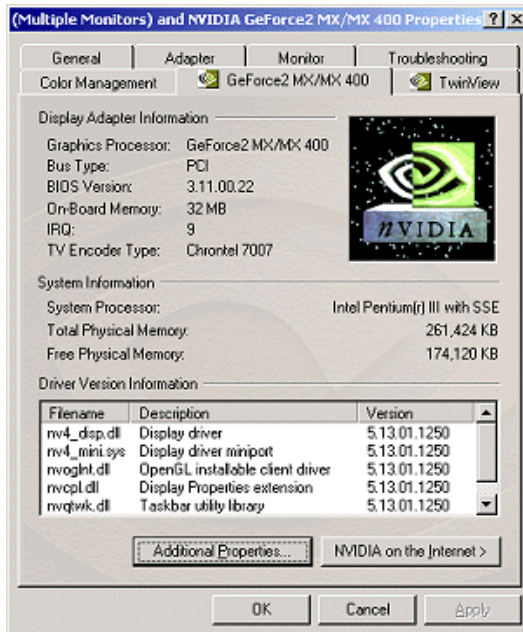 (Multiple Monitors) and NVIDIA GeForce2 MX/MX 400 Properties ? X
General Adapter Monitor Troubleshooting
Color Management GeForce2 MX/MX 400 TwinView
Display Adapter Information
Graphics Processor: GeForce2 MX/MX 400
Bus Type: PCI
BIOS Version: 3.11.00.22
On-Board Memory: 32 MB
IRQ: 9
TV Encoder Type: Chrontel 7007
nVIDIA
System Information
System Processor: Intel Pentium(r) III with SSE
Total Physical Memory: 261,424 KB
Free Physical Memory: 174,120 KB
Driver Version Information
Filename Description Version
nv4_disp.dll Display driver 5.13.01.1250
nv4_mini.sys Display driver miniport 5.13.01.1250
nvoglnt.dll OpenGL installable client driver 5.13.01.1250
nvcpl.dll Display Properties extension 5.13.01.1250
nvqtwk.dll Taskbar utility library 5.13.01.1250
Additional Properties... NVIDIA on the Internet >
OK Cancel Apply